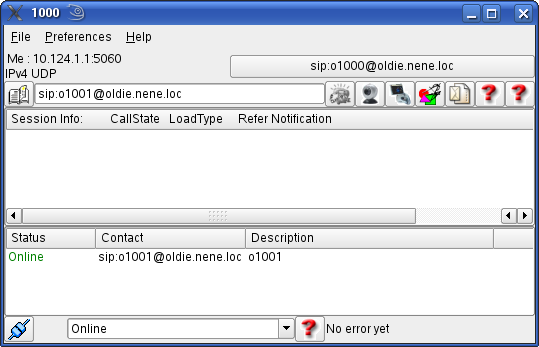 1000
File Preferences Help
Me : 10.124.1.1:5060
IPv4 UDP
sip:o1000@oldie.nene.loc
sip:o1001@oldie.nene.loc
Session Info: CallState LoadType Refer Notification
Status Contact Description
Online sip:o1001@oldie.nene.loc o1001
Online No error yet